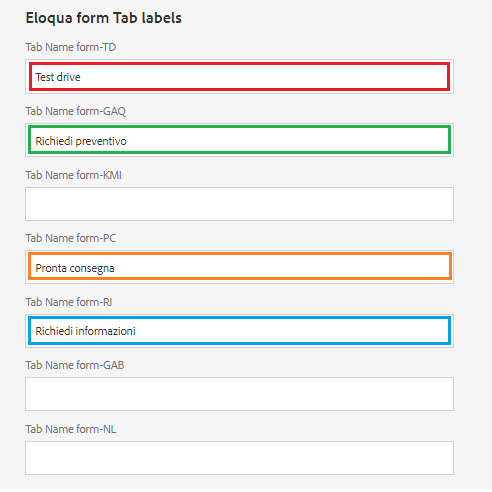 Eloqua form Tab labels
Tab Name form-TD
Test drive
Tab Name form-GAQ
Richiedi preventivo
Tab Name form-KMI
Tab Name form-PC
Pronta consegna
Tab Name form-RI
Richiedi informazioni
Tab Name form-GAB
Tab Name form-NL